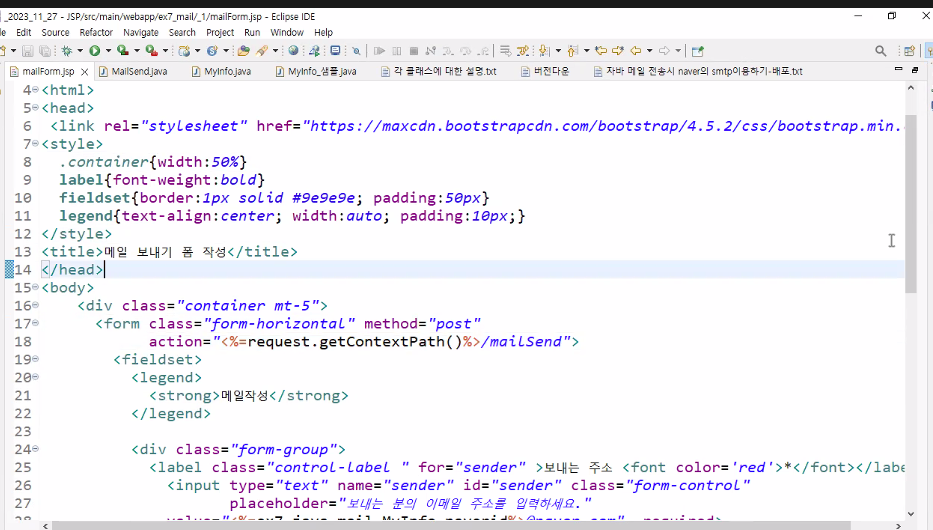 _2023_11_27 - JSP/src/main/webapp/ex7_mail/_1/mailForm.jsp - Eclipse IDE
le Edit Source Refactor Navigate Search Project Run Window Help
mailForm.jsp MailSend.java MyInfo.java MyInfo_샘플.java 각 클래스에 대한 설명.txt 버전다운 자바 메일 전송시 naver의 smtp이용하기-배포.txt
4 <html>
5 <head>
6 <link rel="stylesheet" href="https://maxcdn.bootstrapcdn.com/bootstrap/4.5.2/css/bootstrap.min.
7 <style>
8 .container{width:50%}
9 label{font-weight:bold}
10 fieldset{border:1px solid #9e9e9e; padding:50px}
11 legend{text-align:center; width:auto; padding:10px;}
12 </style>
13 <title>메일 보내기 폼 작성</title>
14 </head>
15 <body>
16 <div class="container mt-5">
17 <form class="form-horizontal" method="post"
18 action="<%=request.getContextPath()%>/mailSend">
19 <fieldset>
20 <legend>
21 <strong>메일작성</strong>
22 </legend>
23
24 <div class="form-group">
25 <label class="control-label " for="sender" >보내는 주소 <font color='red'>*</font></labe
26 <input type="text" name="sender" id="sender" class="form-control"
27 placeholder="보내는 분의 이메일 주소를 입력하세요."